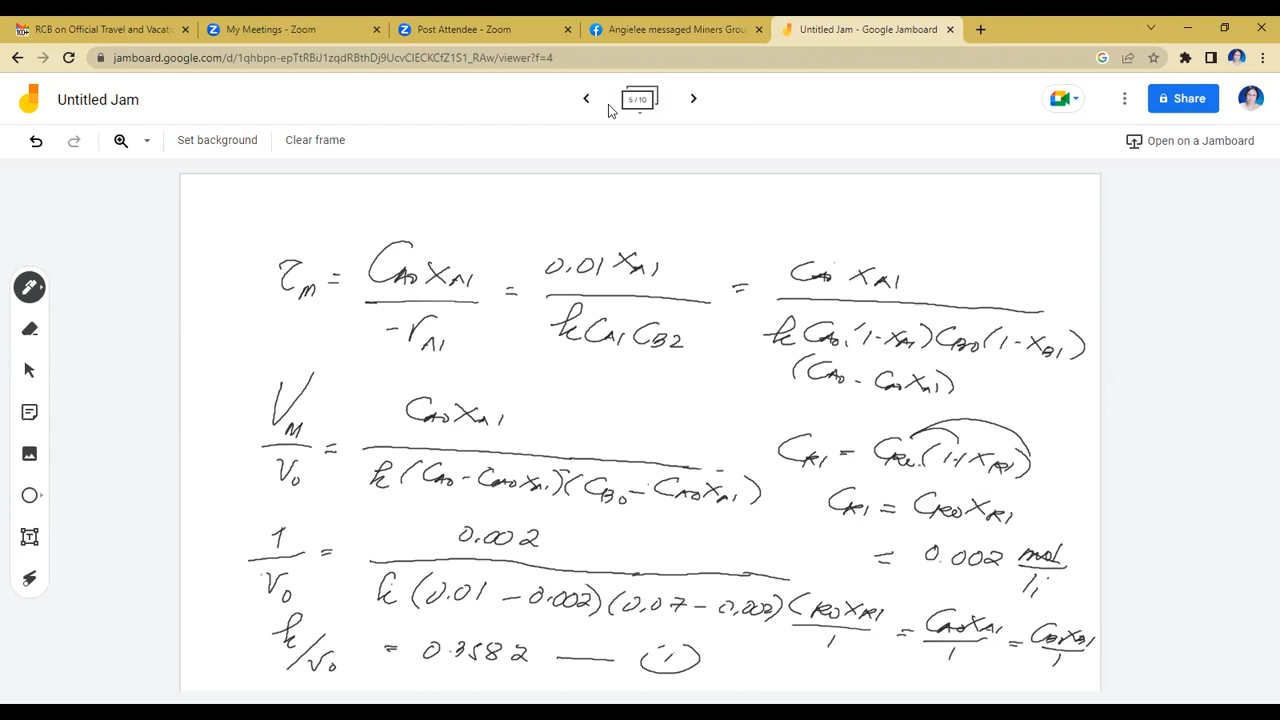 RCB on Official Travel and Vacati
My Meetings - Zoom
Post Attendee - Zoom
Angielee messaged Miners Grou
Untitled Jam - Google Jamboard
jamboard.google.com/d/1qhbpn-epTtRBiJ1zqdRBthDj9UcvClECKCfZ1S1_RAw/viewer?f=4
Untitled Jam
5 / 10
Share
Set background
Clear frame
Open on a Jamboard
τM = CA0XA1 / -rA1 = 0.01 XA1 / kCA1CB2 = CA0 XA1 / kCA0(1-XA1)CB0(1-XB1)
(CA0 - CA0XA1)
VM / v0 = CA0XA1 / k(CA0 - CA0XA1)(CB0 - CA0XA1)
CR1 = (1+XR1)
CR1 = CR0XR1
= 0.002 mol / li
1 / v0 = 0.002 / k(0.01 - 0.002)(0.07 - 0.002)
CR0XR1 / 1 = CA0XA1 / 1 = CB0XB1 / 1
k/v0 = 0.3582 — (1)